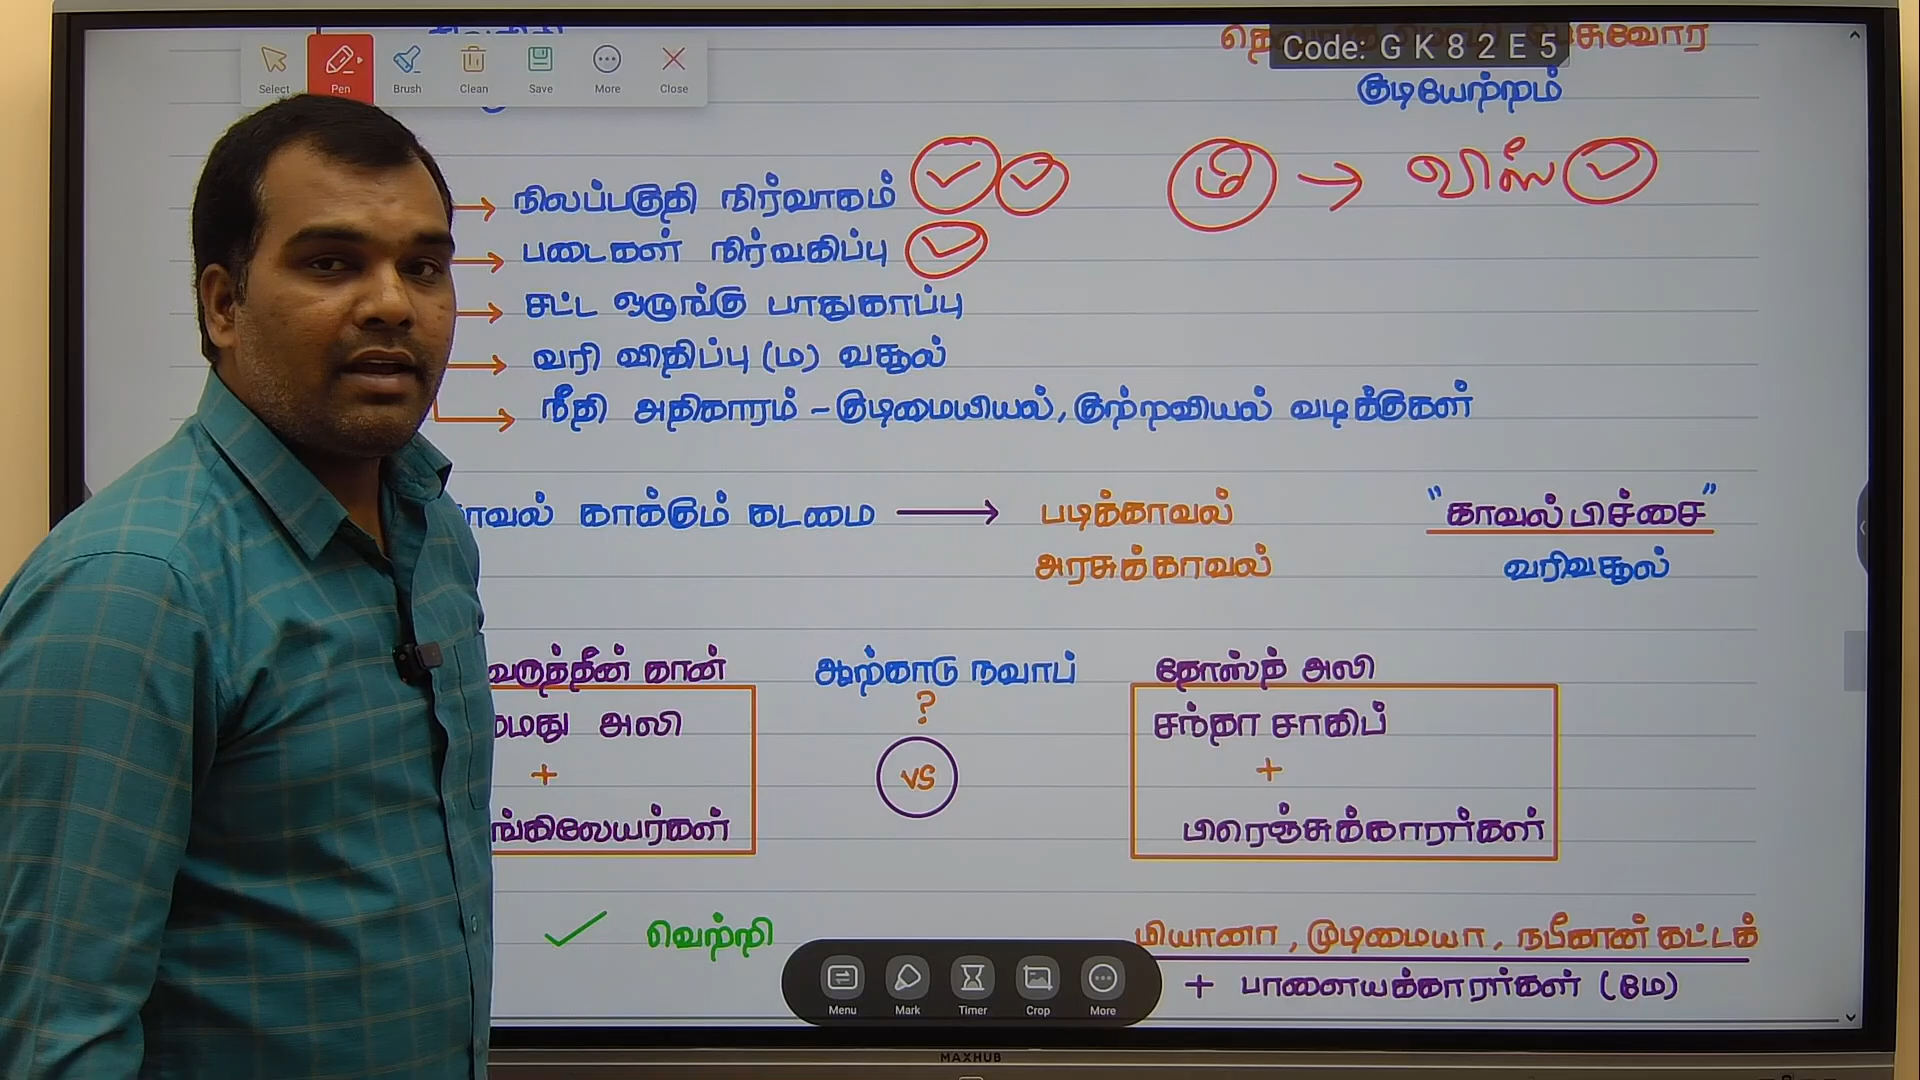 Code: G K 8 2 E 5
Select Pen Brush Clean Save More Close
குடியேற்றம்
நிலப்பகுதி நிர்வாகம்
படைகள் நிர்வகிப்பு
சட்ட ஒழுங்கு பாதுகாப்பு
வரி விதிப்பு (ம) வசூல்
நீதி அதிகாரம் - குடிமையியல், குற்றவியல் வழக்குகள்
காவல் காக்கும் கடமை → படிக்காவல் "காவல் பிச்சை"
அரசுக்காவல் வரிவசூல்
கான் ஆற்காடு நவாப் தோஸ்த் அலி
அலி ? சந்தா சாகிப்
+ VS +
பிரெஞ்சுக்காரர்கள்
வெற்றி மியானா, முடிமையா, நபீகான் கட்டக்
+ பாளையக்காரர்கள் (மே)
Menu Mark Timer Crop More
MAXHUB